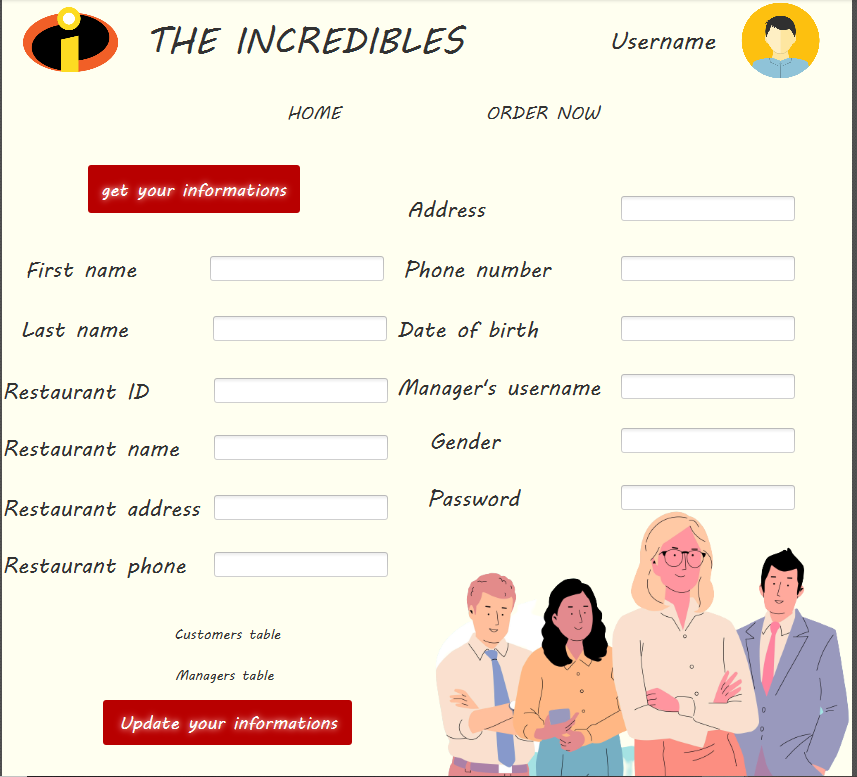 THE INCREDIBLES
Username
HOME
ORDER NOW
get your informations
Address
First name
Phone number
Last name
Date of birth
Restaurant ID
Manager's username
Restaurant name
Gender
Restaurant address
Password
Restaurant phone
Customers table
Managers table
Update your informations